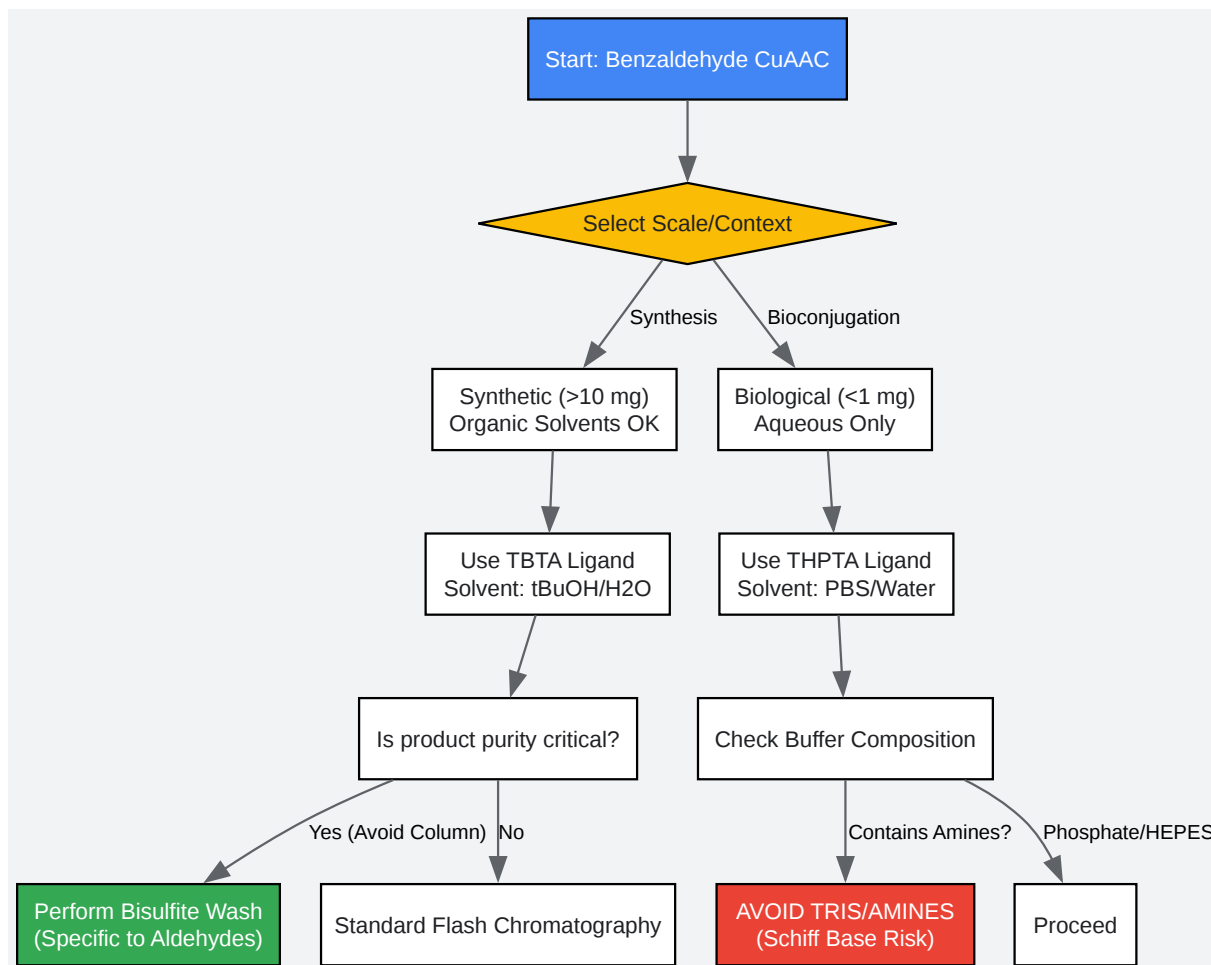 Start: Benzaldehyde CuAAC
Select Scale/Context
Synthesis
Bioconjugation
Synthetic (>10 mg)
Organic Solvents OK
Biological (<1 mg)
Aqueous Only
Use TBTA Ligand
Solvent: tBuOH/H2O
Use THPTA Ligand
Solvent: PBS/Water
Is product purity critical?
Check Buffer Composition
Yes (Avoid Column)
No
Contains Amines?
Phosphate/HEPES
Perform Bisulfite Wash
(Specific to Aldehydes)
Standard Flash Chromatography
AVOID TRIS/AMINES
(Schiff Base Risk)
Proceed